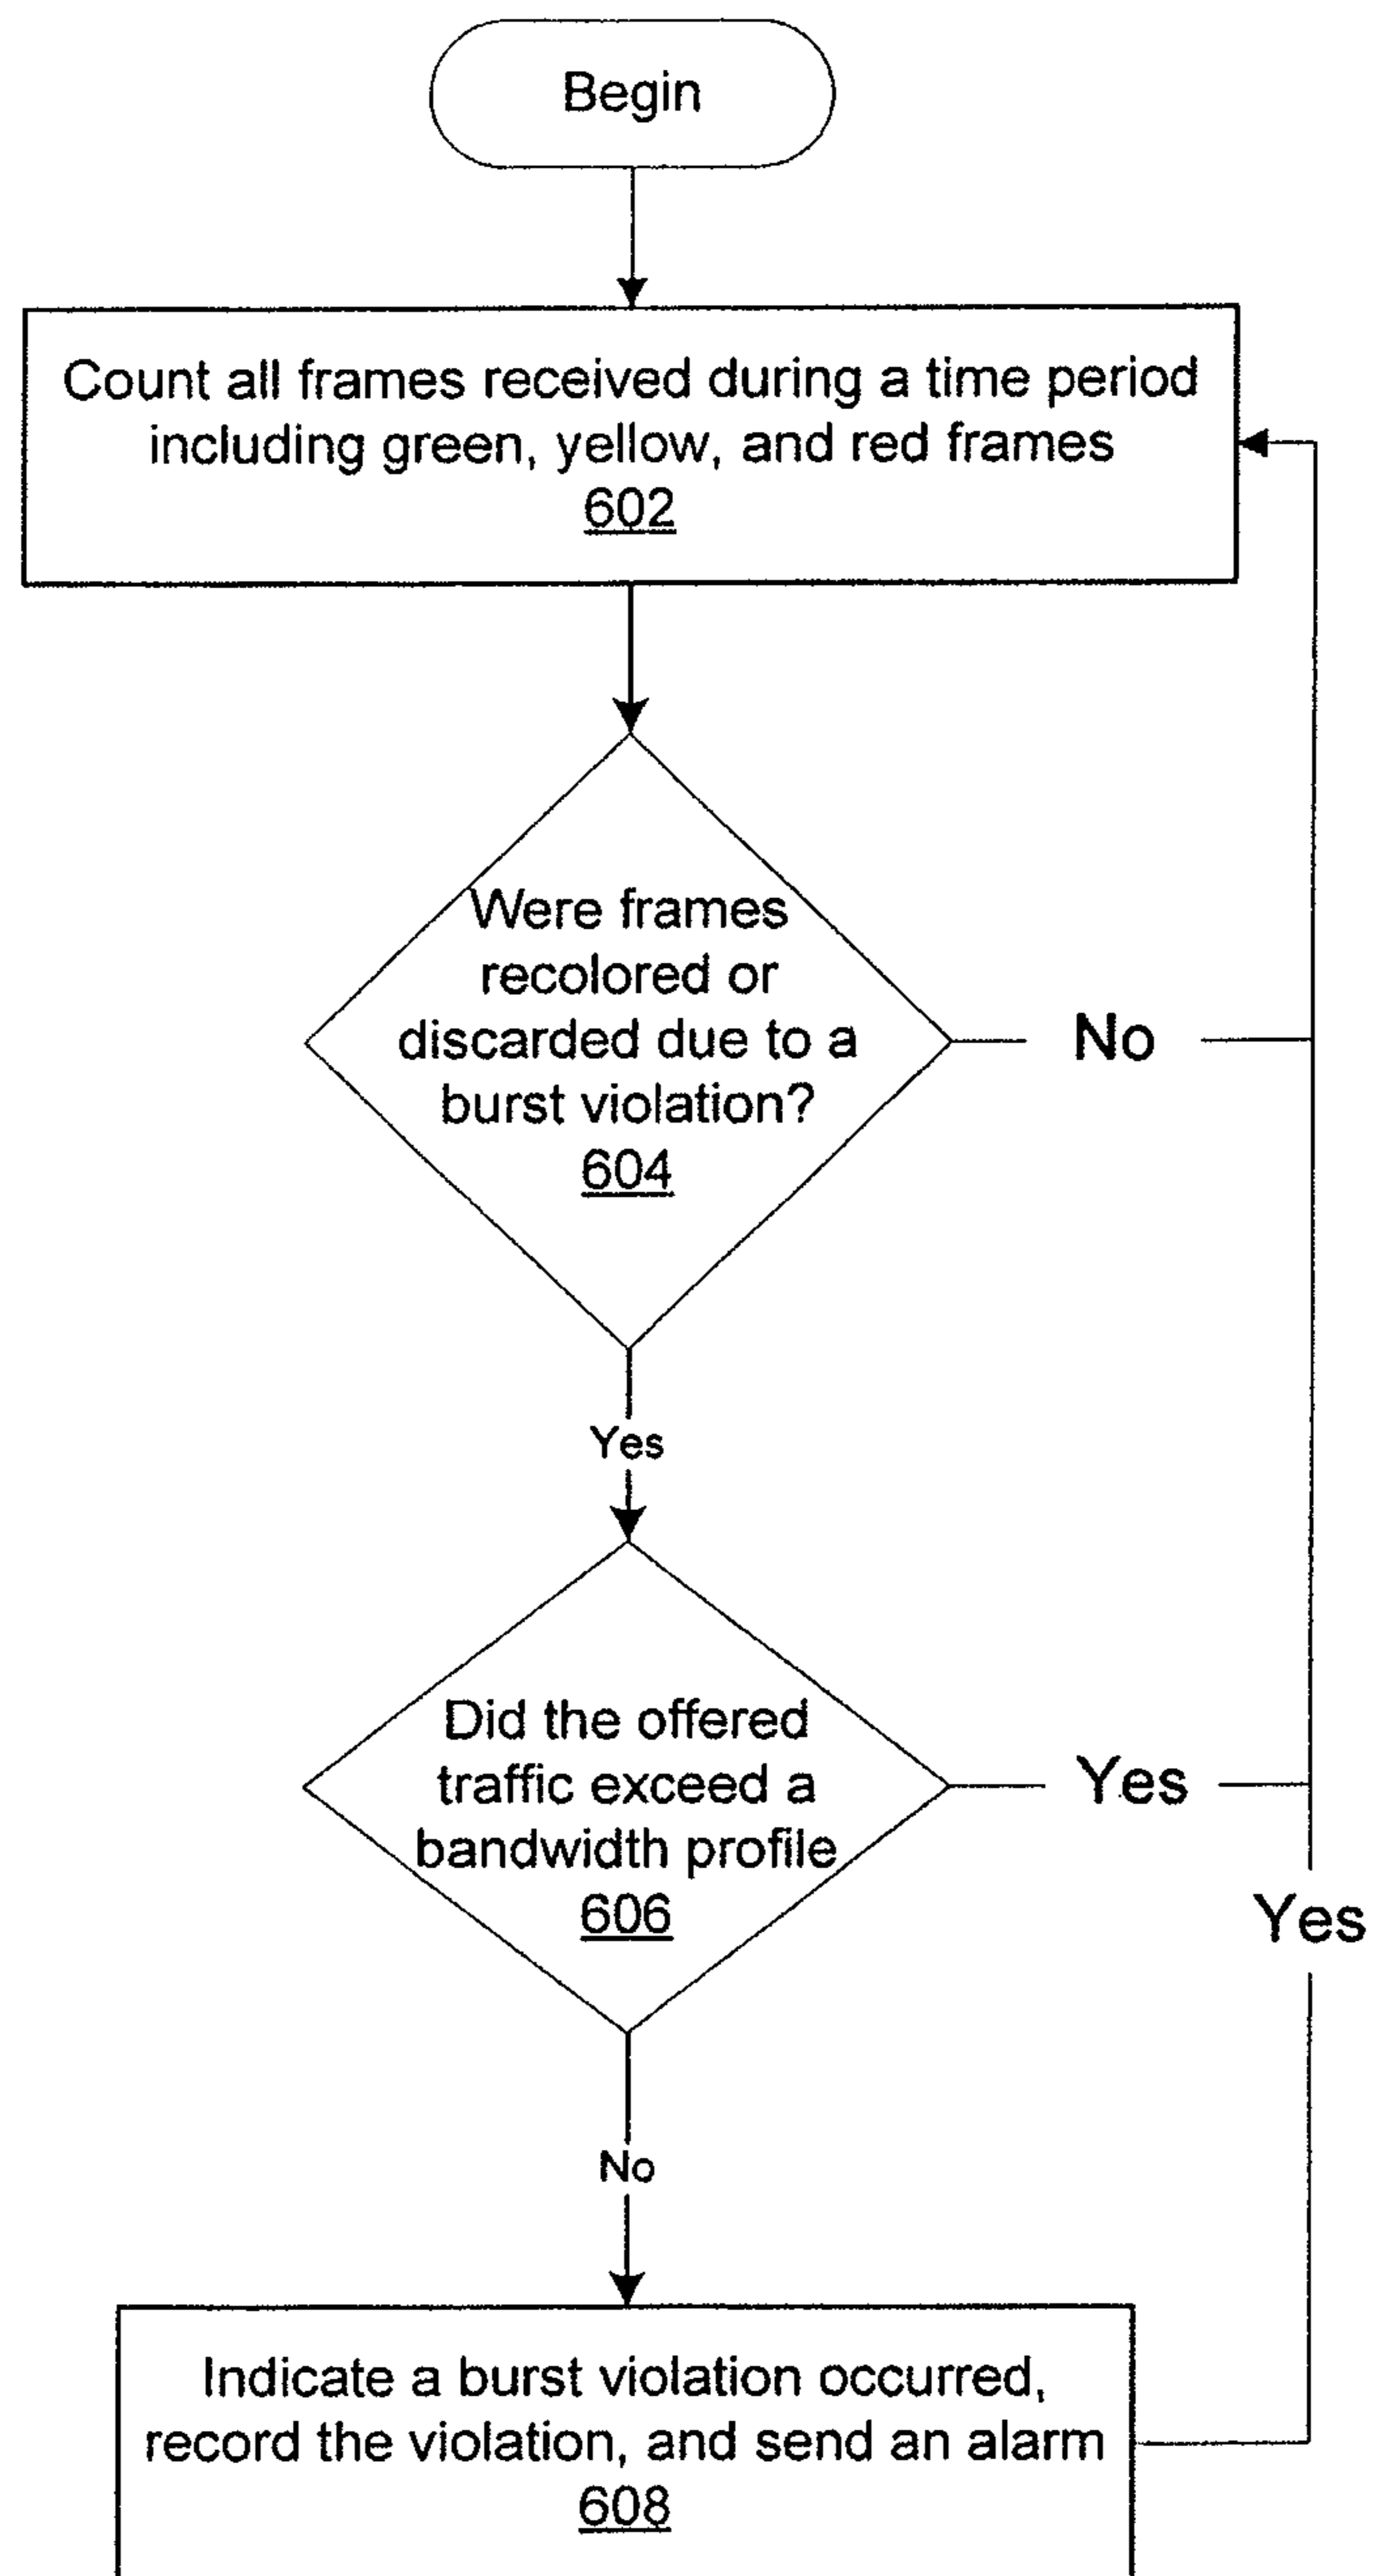 Begin
Count all frames received during a time period
including green, yellow, and red frames
602
Were frames
recolored or
discarded due to a
burst violation?
604
No
Yes
Did the offered
traffic exceed a
bandwidth profile
606
Yes
Yes
No
Indicate a burst violation occurred,
record the violation, and send an alarm
608